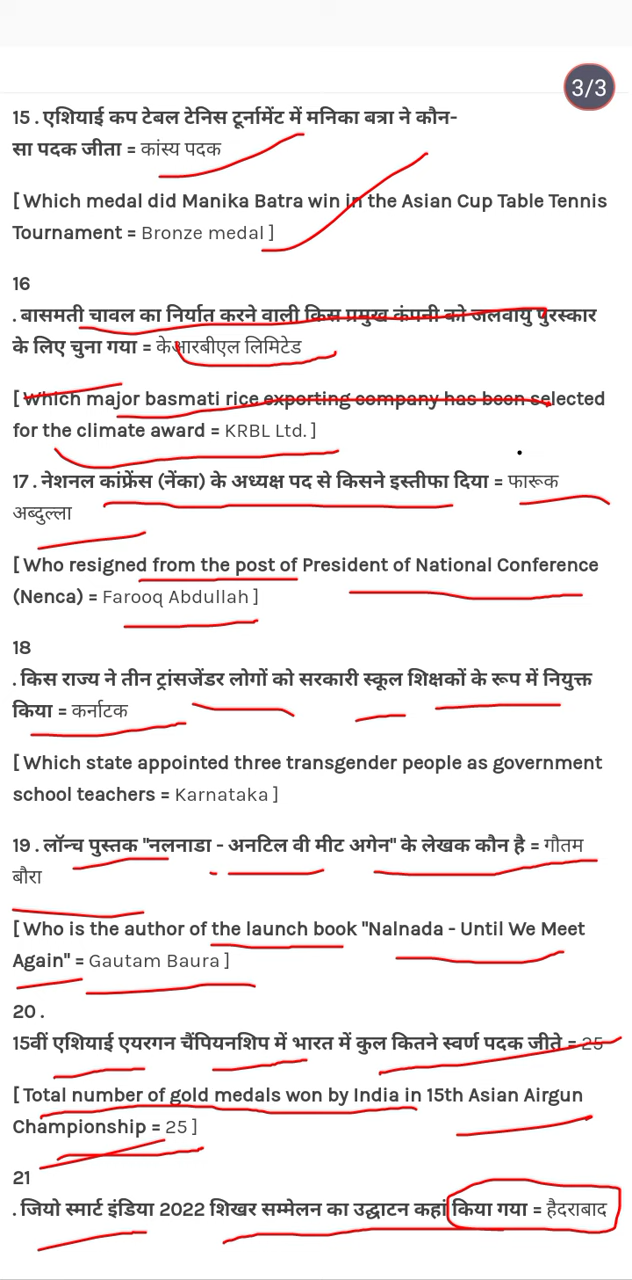 3/3
15 . एशियाई कप टेबल टेनिस टूर्नामेंट में मनिका बत्रा ने कौन-
सा पदक जीता = कांस्य पदक
[ Which medal did Manika Batra win in the Asian Cup Table Tennis
Tournament = Bronze medal ]
16
. बासमती चावल का निर्यात करने वाली किस प्रमुख कंपनी को जलवायु पुरस्कार
के लिए चुना गया = केआरबीएल लिमिटेड
[ Which major basmati rice exporting company has been selected
for the climate award = KRBL Ltd. ]
17 . नेशनल कांफ्रेंस (नेंका) के अध्यक्ष पद से किसने इस्तीफा दिया = फारूक
अब्दुल्ला
[ Who resigned from the post of President of National Conference
(Nenca) = Farooq Abdullah ]
18
. किस राज्य ने तीन ट्रांसजेंडर लोगों को सरकारी स्कूल शिक्षकों के रूप में नियुक्त
किया = कर्नाटक
[ Which state appointed three transgender people as government
school teachers = Karnataka ]
19 . लॉन्च पुस्तक "नलनाडा - अनटिल वी मीट अगेन" के लेखक कौन है = गौतम
बौरा
[ Who is the author of the launch book "Nalnada - Until We Meet
Again" = Gautam Baura ]
20 .
15वीं एशियाई एयरगन चैंपियनशिप में भारत में कुल कितने स्वर्ण पदक जीते = 25
[ Total number of gold medals won by India in 15th Asian Airgun
Championship = 25 ]
21
. जियो स्मार्ट इंडिया 2022 शिखर सम्मेलन का उद्घाटन कहां किया गया = हैदराबाद